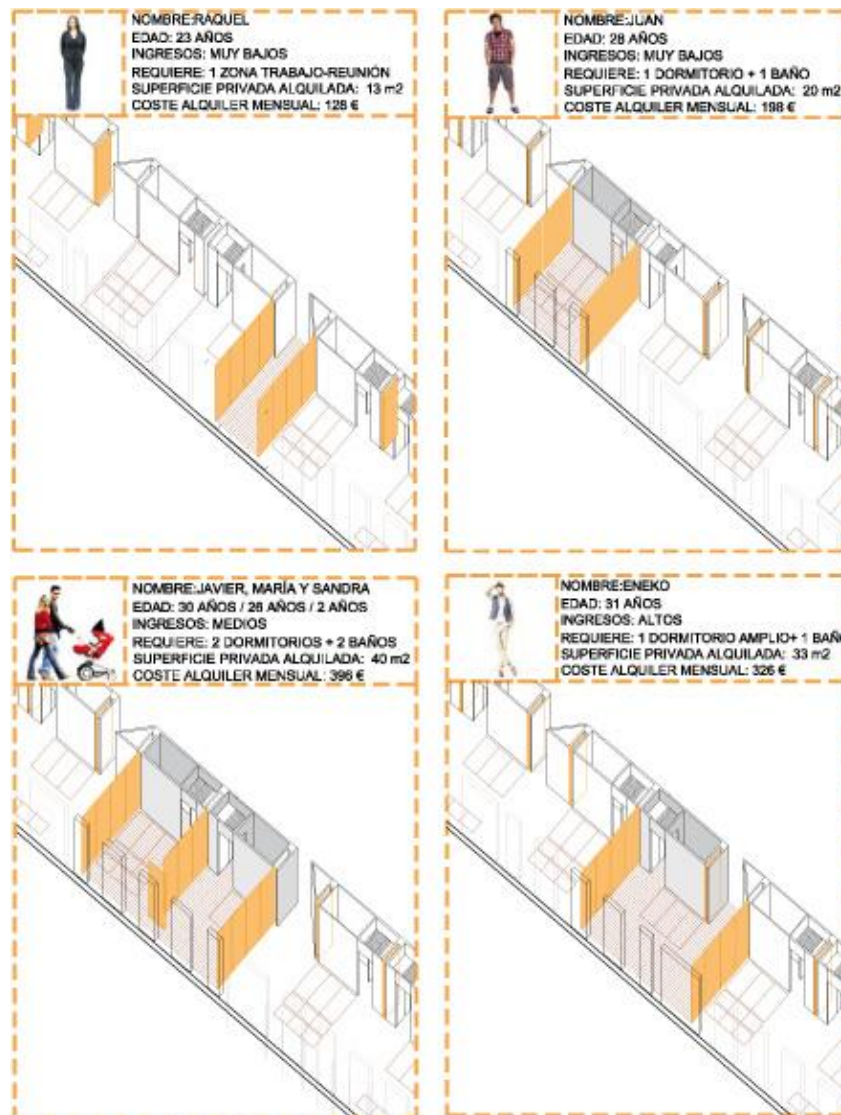 NOMBRE:RAQUEL
EDAD: 23 AÑOS
INGRESOS: MUY BAJOS
REQUIERE: 1 ZONA TRABAJO-REUNIÓN
SUPERFICIE PRIVADA ALQUILADA: 13 m2
COSTE ALQUILER MENSUAL: 128 €
NOMBRE:JUAN
EDAD: 28 AÑOS
INGRESOS: MUY BAJOS
REQUIERE: 1 DORMITORIO + 1 BAÑO
SUPERFICIE PRIVADA ALQUILADA: 20 m2
COSTE ALQUILER MENSUAL: 198 €
NOMBRE:JAVIER, MARÍA Y SANDRA
EDAD: 30 AÑOS / 26 AÑOS / 2 AÑOS
INGRESOS: MEDIOS
REQUIERE: 2 DORMITORIOS + 2 BAÑOS
SUPERFICIE PRIVADA ALQUILADA: 40 m2
COSTE ALQUILER MENSUAL: 396 €
NOMBRE:ENEKO
EDAD: 31 AÑOS
INGRESOS: ALTOS
REQUIERE: 1 DORMITORIO AMPLIO+ 1 BAÑO
SUPERFICIE PRIVADA ALQUILADA: 33 m2
COSTE ALQUILER MENSUAL: 326 €